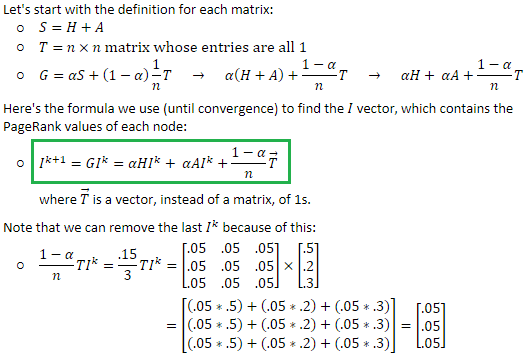 Let's start with the definition for each matrix:
o S = H + A
o T = n x n matrix whose entries are all 1
o G = αS + (1 − α) 1/n T → α(H + A) + (1 − α)/n T → αH + αA + (1 − α)/n T
Here's the formula we use (until convergence) to find the I vector, which contains the
PageRank values of each node:
o I^{k+1} = GI^k = αHI^k + αAI^k + (1 − α)/n T⃗
where T⃗ is a vector, instead of a matrix, of 1s.
Note that we can remove the last I^k because of this:
o (1 − α)/n TI^k = .15/3 TI^k = [.05 .05 .05; .05 .05 .05; .05 .05 .05] × [.5; .2; .3]
= [(.05 * .5) + (.05 * .2) + (.05 * .3); (.05 * .5) + (.05 * .2) + (.05 * .3); (.05 * .5) + (.05 * .2) + (.05 * .3)] = [.05; .05; .05]